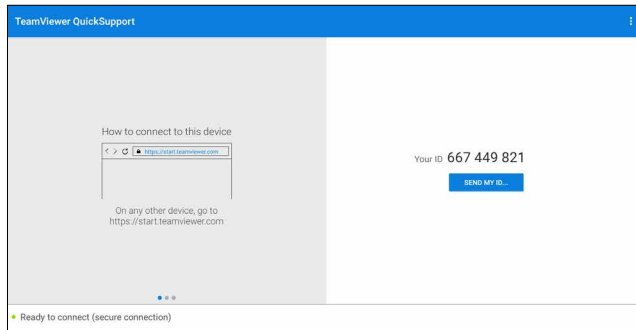 TeamViewer QuickSupport
How to connect to this device
https://start.teamviewer.com
On any other device, go to
https://start.teamviewer.com
Your ID 667 449 821
SEND MY ID...
Ready to connect (secure connection)